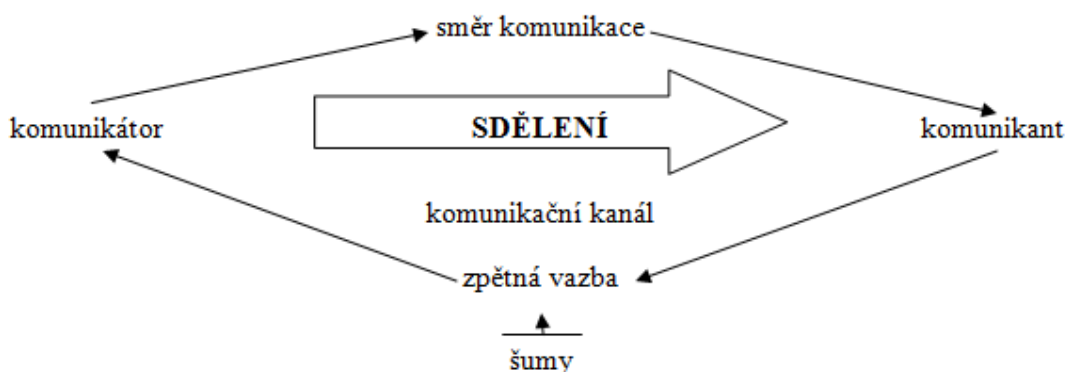 směr komunikace
komunikátor
SDĚLENÍ
komunikant
komunikační kanál
zpětná vazba
šumy